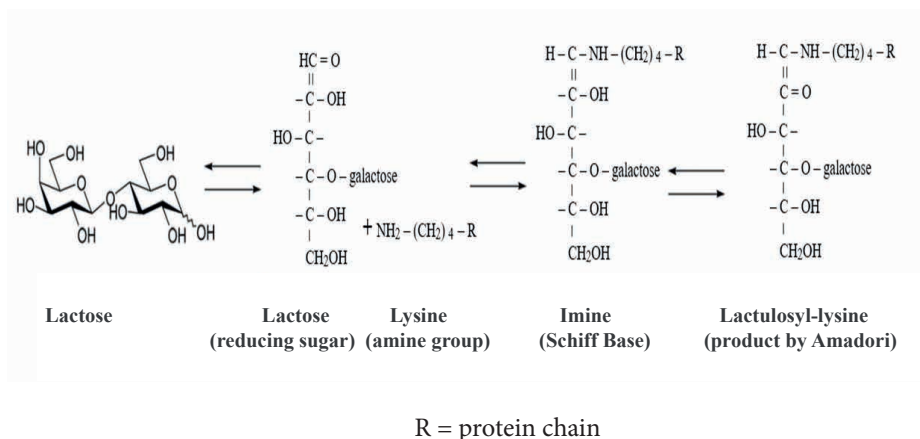 HO
OH
O
HO
OH
O
OH
O
HO
OH
OH
HC=O
||
-C-OH
|
HO-C-
|
-C-O-galactose
|
-C-OH
|
CH2OH
+NH2-(CH2)4-R
H-C-NH-(CH2)4-R
||
-C-OH
|
HO-C-
|
-C-O-galactose
|
-C-OH
|
CH2OH
H-C-NH-(CH2)4-R
||
C=O
|
HO-C-
|
-C-O-galactose
|
-C-OH
|
CH2OH
Lactose
Lactose
(reducing sugar)
Lysine
(amine group)
Imine
(Schiff Base)
Lactulosyl-lysine
(product by Amadori)
R = protein chain